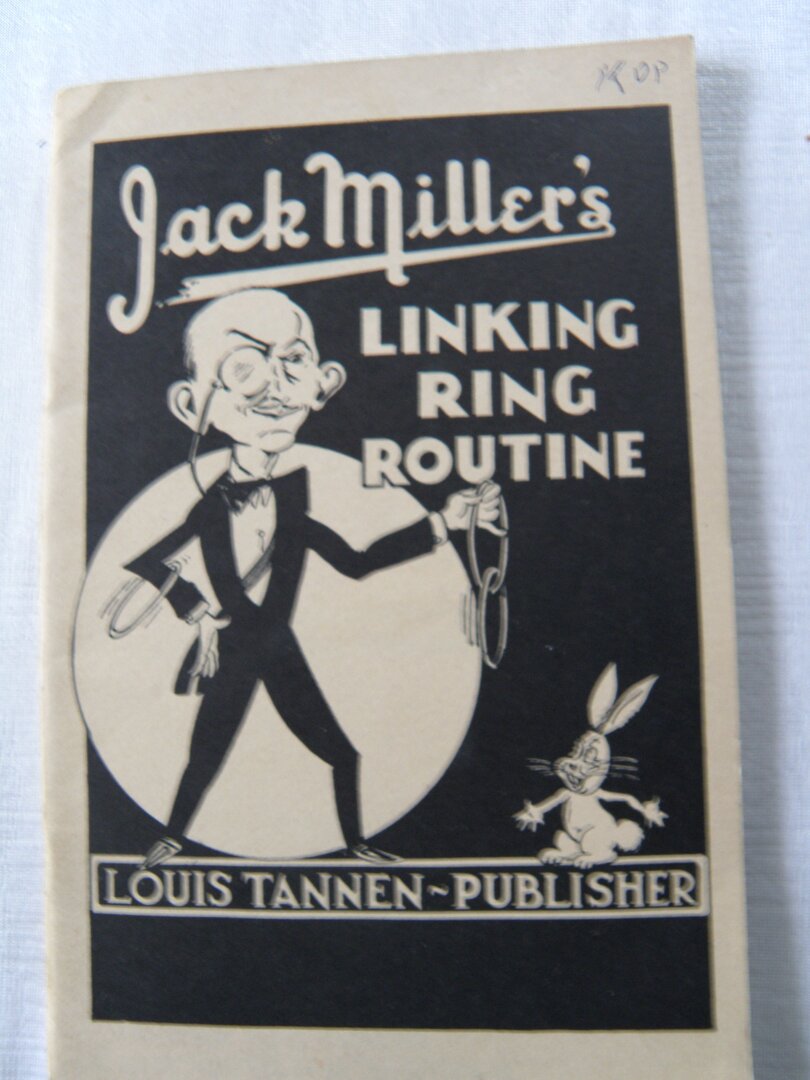 Jack Miller's
LINKING
RING
ROUTINE
LOUIS TANNEN~PUBLISHER